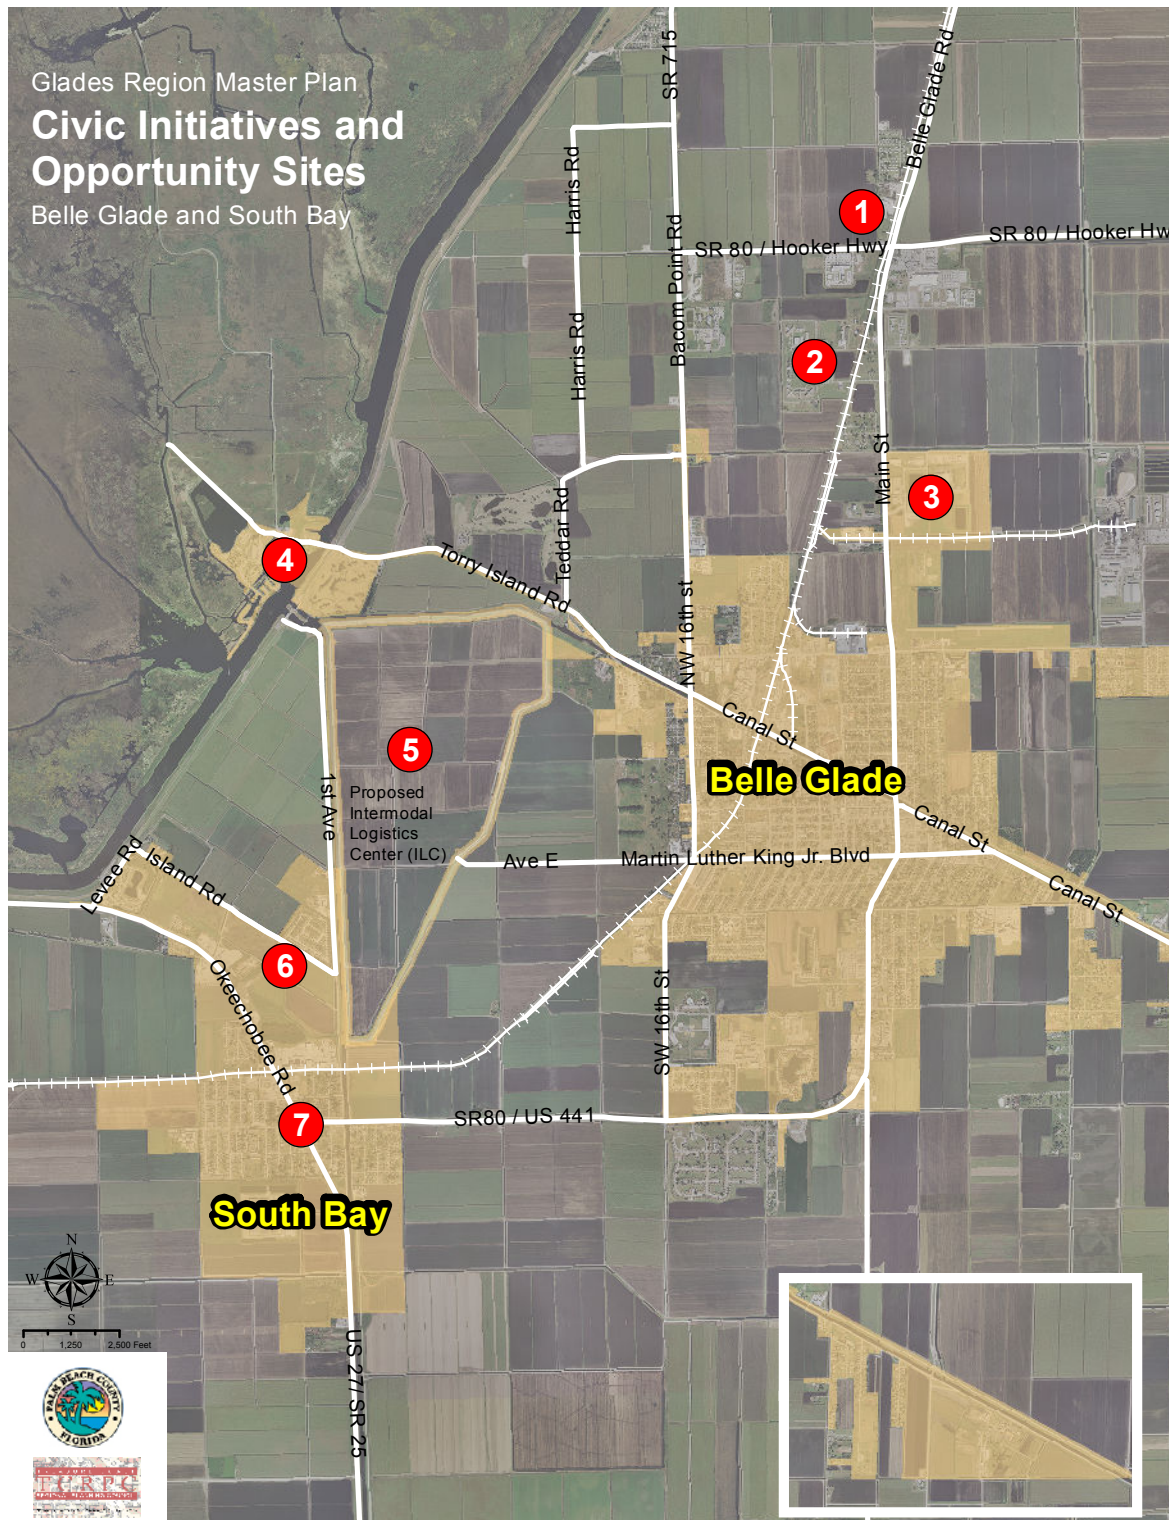 Glades Region Master Plan
Civic Initiatives and
Opportunity Sites
Belle Glade and South Bay
SR 715
Belle Glade Rd
Harris Rd
1
Bacom Point Rd
SR 80 / Hooker Hwy
SR 80 / Hooker Hw
Harris Rd
2
Main St
3
Teddar Rd
4
Torry Island Rd
NW 16th st
Canal St
5
Belle Glade
1st Ave
Proposed
Intermodal
Logistics
Center (ILC)
Canal St
Ave E
Martin Luther King Jr. Blvd
Levee Rd
Island Rd
Canal St
6
Okeechobee Rd
SW 16th St
7
SR80 / US 441
South Bay
N
W
E
S
0
1,250
2,500 Feet
US 27/ SR 25
PALM BEACH COUNTY
FLORIDA
TCRPC